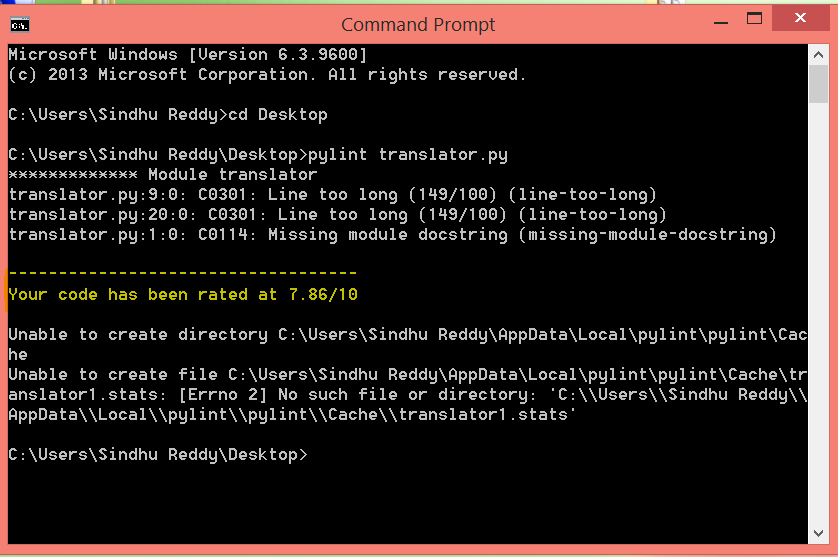 Command Prompt
Microsoft Windows [Version 6.3.9600]
(c) 2013 Microsoft Corporation. All rights reserved.
C:\Users\Sindhu Reddy>cd Desktop
C:\Users\Sindhu Reddy\Desktop>pylint translator.py
************* Module translator
translator.py:9:0: C0301: Line too long (149/100) (line-too-long)
translator.py:20:0: C0301: Line too long (149/100) (line-too-long)
translator.py:1:0: C0114: Missing module docstring (missing-module-docstring)
-----------------------------------
Your code has been rated at 7.86/10
Unable to create directory C:\Users\Sindhu Reddy\AppData\Local\pylint\pylint\Cac
he
Unable to create file C:\Users\Sindhu Reddy\AppData\Local\pylint\pylint\Cache\tr
anslator1.stats: [Errno 2] No such file or directory: 'C:\\Users\\Sindhu Reddy\\
AppData\\Local\\pylint\\pylint\\Cache\\translator1.stats'
C:\Users\Sindhu Reddy\Desktop>